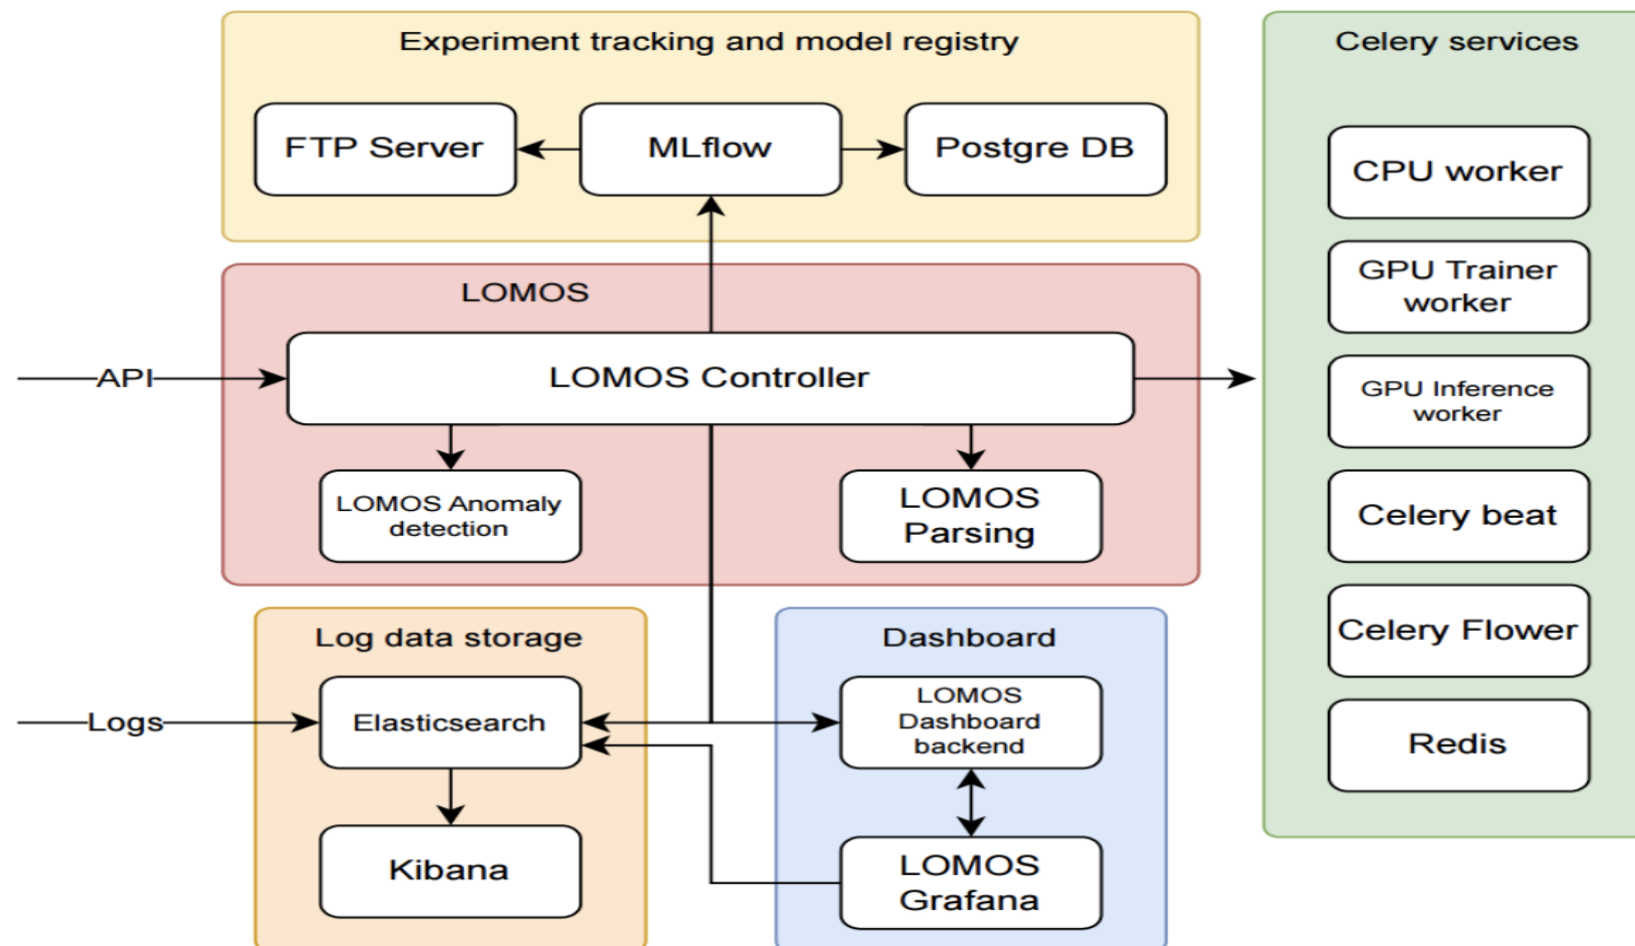 Experiment tracking and model registry
FTP Server
MLflow
Postgre DB
LOMOS
API
LOMOS Controller
LOMOS Anomaly
detection
LOMOS
Parsing
Log data storage
Logs
Elasticsearch
Kibana
Dashboard
LOMOS
Dashboard
backend
LOMOS
Grafana
Celery services
CPU worker
GPU Trainer
worker
GPU Inference
worker
Celery beat
Celery Flower
Redis